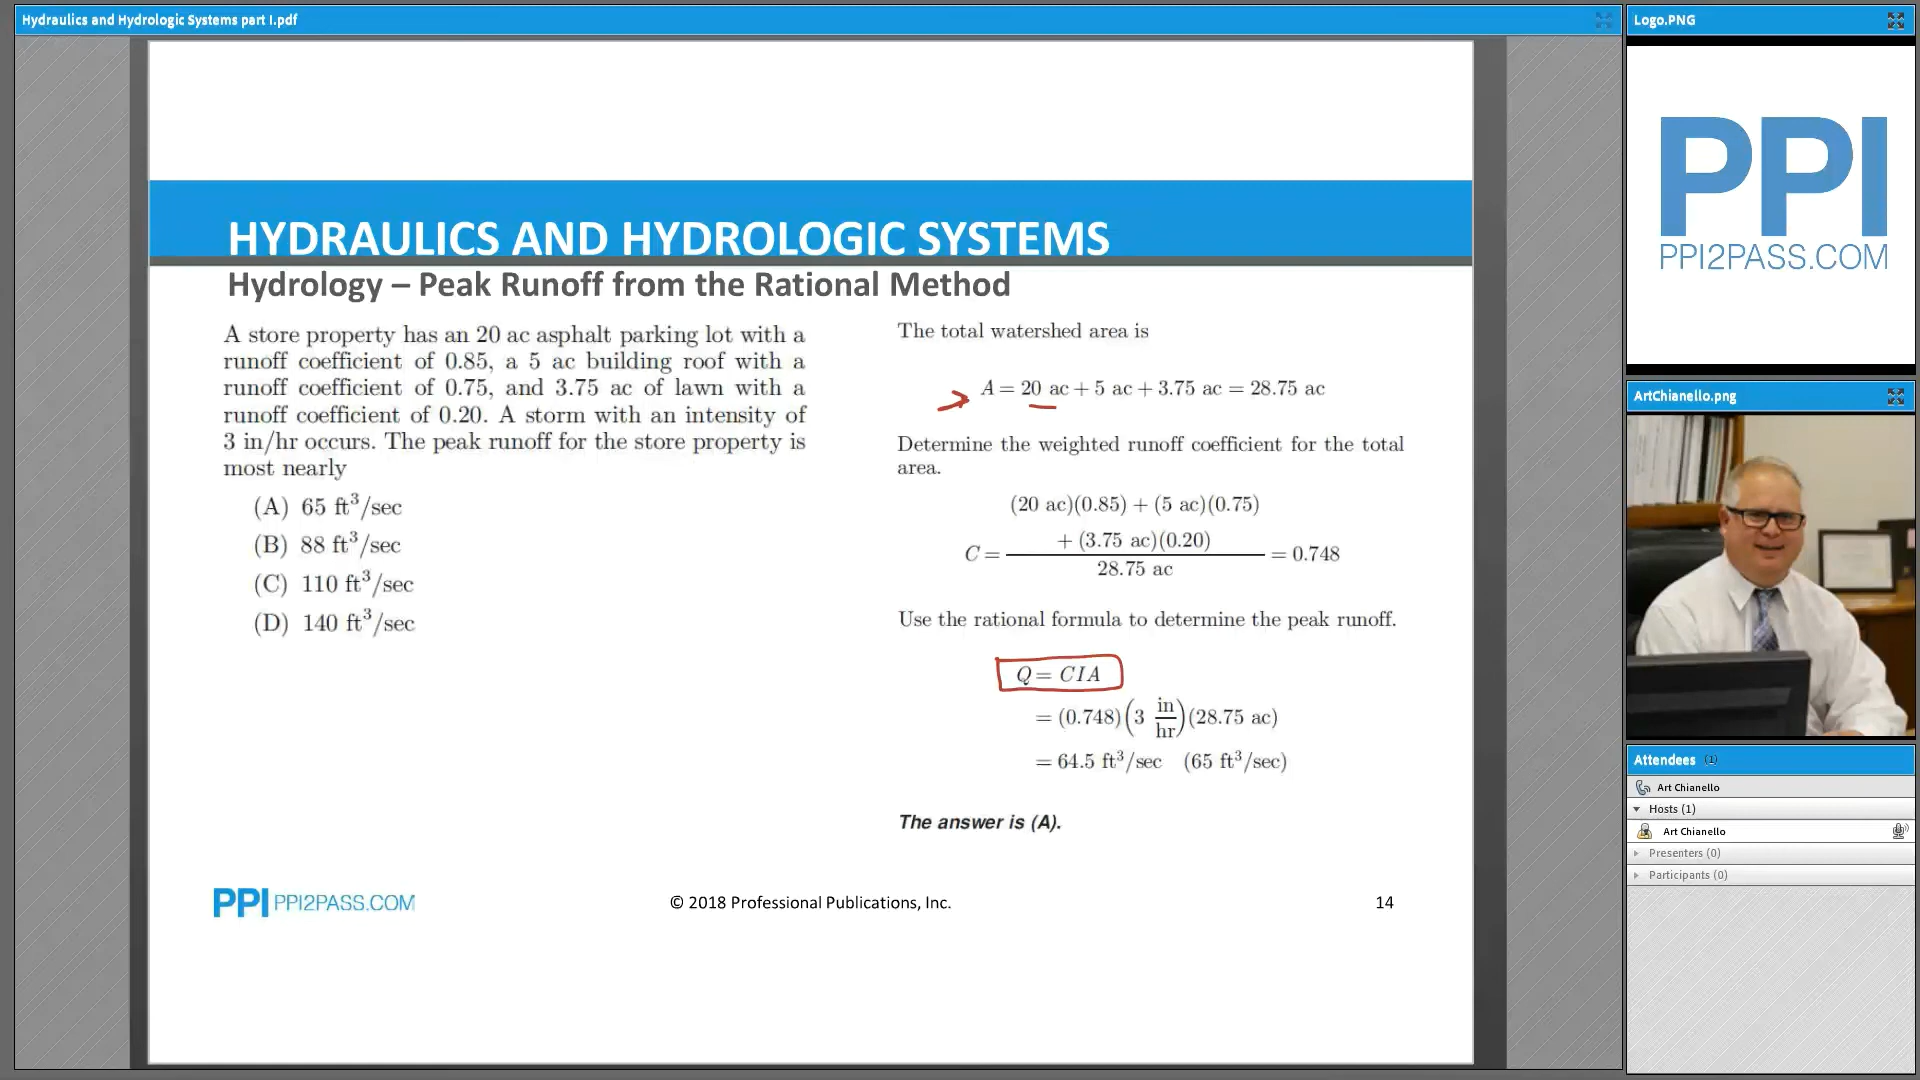 Hydraulics and Hydrologic Systems part I.pdf
HYDRAULICS AND HYDROLOGIC SYSTEMS
Hydrology – Peak Runoff from the Rational Method
A store property has an 20 ac asphalt parking lot with a
runoff coefficient of 0.85, a 5 ac building roof with a
runoff coefficient of 0.75, and 3.75 ac of lawn with a
runoff coefficient of 0.20. A storm with an intensity of
3 in/hr occurs. The peak runoff for the store property is
most nearly
(A) 65 ft³/sec
(B) 88 ft³/sec
(C) 110 ft³/sec
(D) 140 ft³/sec
The total watershed area is
A = 20 ac + 5 ac + 3.75 ac = 28.75 ac
Determine the weighted runoff coefficient for the total
area.
(20 ac)(0.85) + (5 ac)(0.75)
+ (3.75 ac)(0.20)
C = = 0.748
28.75 ac
Use the rational formula to determine the peak runoff.
Q = CIA
= (0.748)(3 in/hr)(28.75 ac)
= 64.5 ft³/sec (65 ft³/sec)
The answer is (A).
PPI PPI2PASS.COM
© 2018 Professional Publications, Inc.
14
Logo.PNG
PPI
PPI2PASS.COM
ArtChianello.png
Attendees (1)
Art Chianello
Hosts (1)
Art Chianello
Presenters (0)
Participants (0)